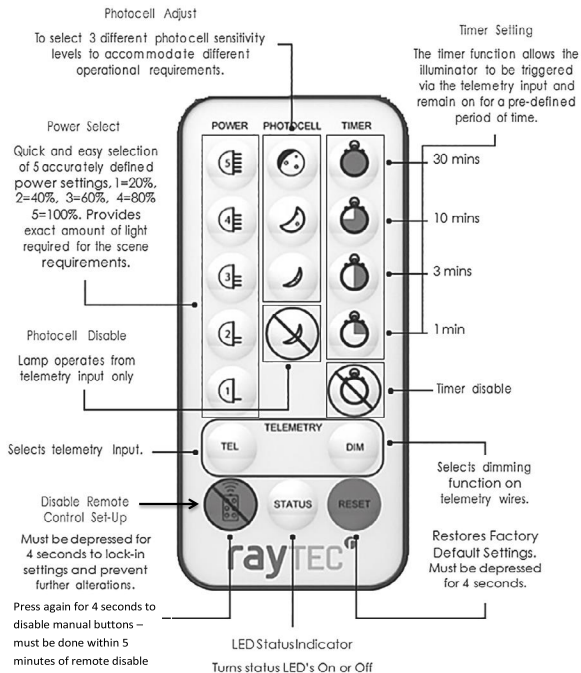 Photocell Adjust
To select 3 different photocell sensitivity
levels to accommodate different
operational requirements.
Timer Setting
The timer function allows the
illuminator to be triggered
via the telemetry input and
remain on for a pre-defined
period of time.
Power Select
Quick and easy selection
of 5 accurately defined
power settings, 1=20%,
2=40%, 3=60%, 4=80%
5=100%. Provides
exact amount of light
required for the scene
requirements.
Photocell Disable
Lamp operates from
telemetry input only
Selects telemetry Input.
Disable Remote
Control Set-Up
Must be depressed for
4 seconds to lock-in
settings and prevent
further alterations.
Press again for 4 seconds to
disable manual buttons –
must be done within 5
minutes of remote disable
POWER PHOTOCELL TIMER
5
4
3
2
1
TELEMETRY
TEL DIM
STATUS RESET
rayTEC
30 mins
10 mins
3 mins
1 min
Timer disable
Selects dimming
function on
telemetry wires.
Restores Factory
Default Settings.
Must be depressed
for 4 seconds.
LED Status Indicator
Turns status LED's On or Off